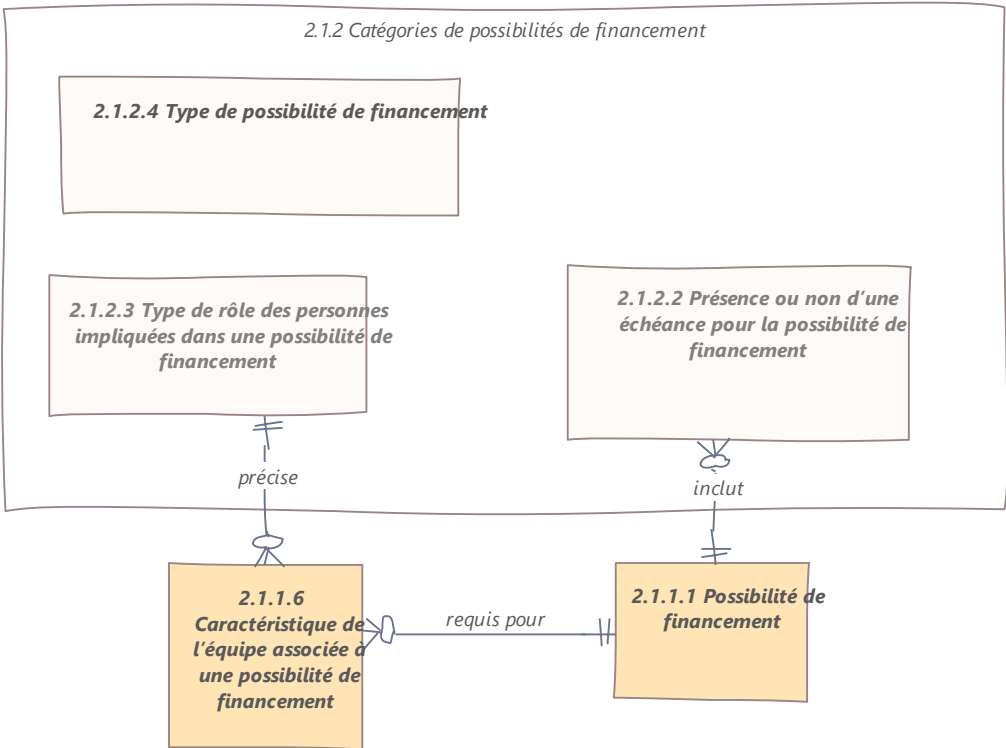 2.1.2 Catégories de possibilités de financement
2.1.2.4 Type de possibilité de financement
2.1.2.3 Type de rôle des personnes
impliquées dans une possibilité de
financement
2.1.2.2 Présence ou non d’une
échéance pour la possibilité de
financement
précise
inclut
2.1.1.6
Caractéristique de
l’équipe associée à
une possibilité de
financement
requis pour
2.1.1.1 Possibilité de
financement